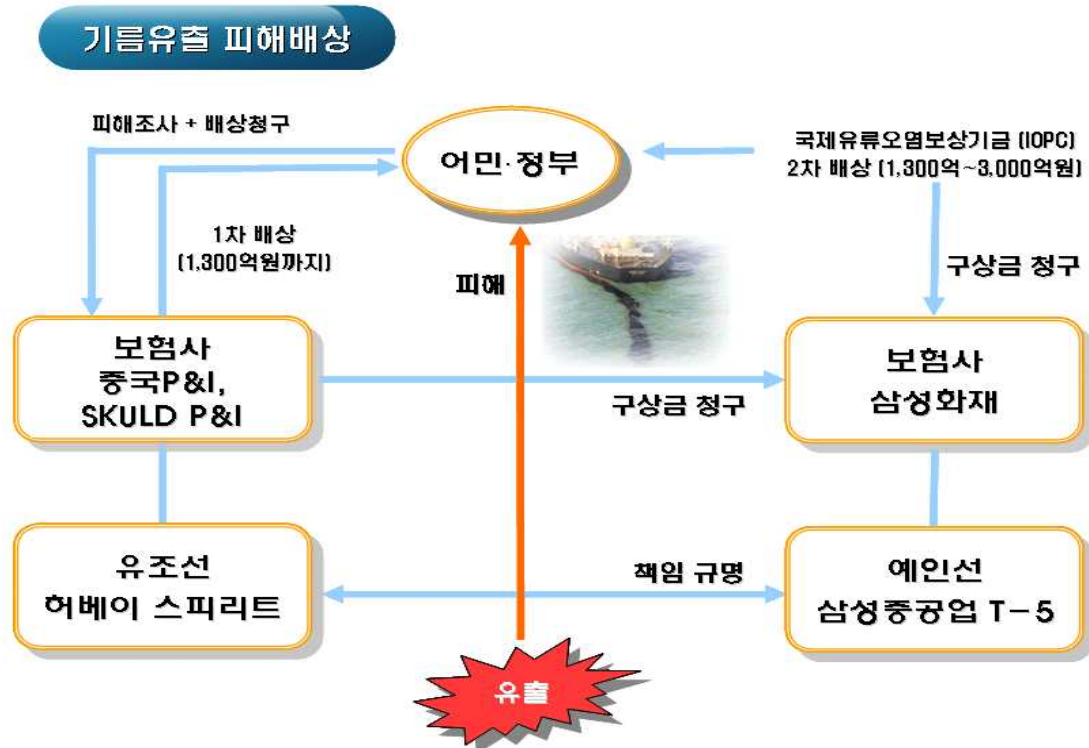 기름유출 피해배상
피해조사 + 배상청구
어민·정부
국제유류오염보상기금 (IOPC)
2차 배상 (1,300억~3,000억원)
1차 배상
(1,300억원까지)
피해
구상금 청구
보험사
중국P&I,
SKULD P&I
구상금 청구
보험사
삼성화재
유조선
허베이 스피리트
책임 규명
예인선
삼성중공업 T-5
유출